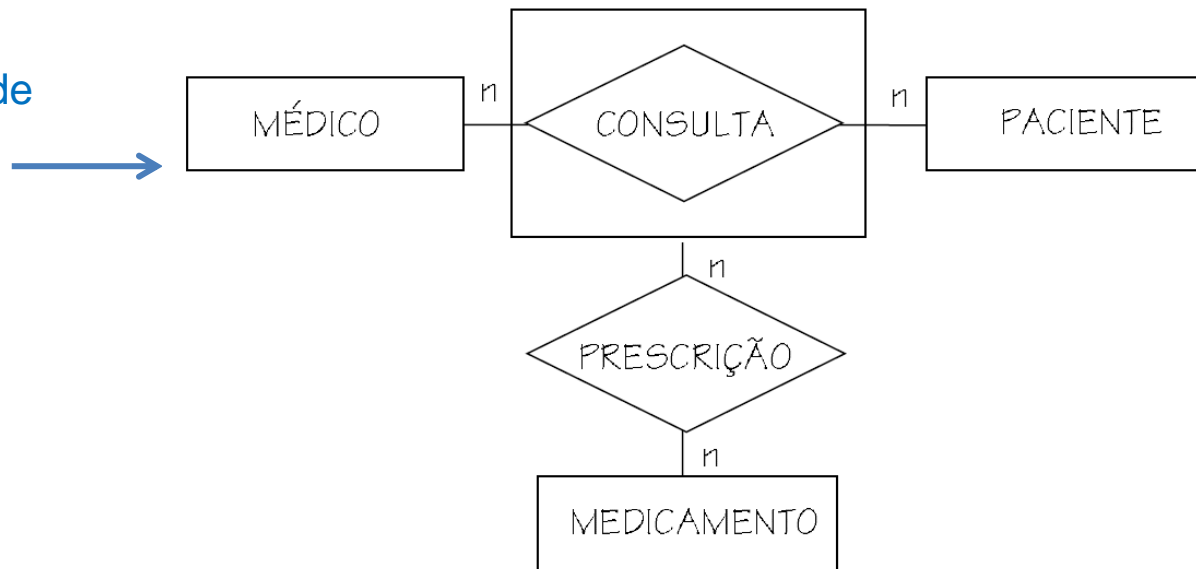 de
MÉDICO
n
CONSULTA
n
PACIENTE
n
PRESCRIÇÃO
n
MEDICAMENTO